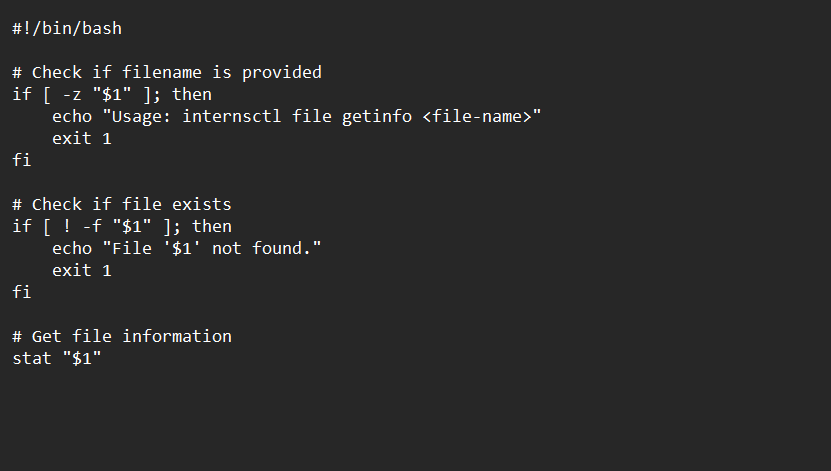 #!/bin/bash

# Check if filename is provided
if [ -z "$1" ]; then
    echo "Usage: internsctl file getinfo <file-name>"
    exit 1
fi

# Check if file exists
if [ ! -f "$1" ]; then
    echo "File '$1' not found."
    exit 1
fi

# Get file information
stat "$1"